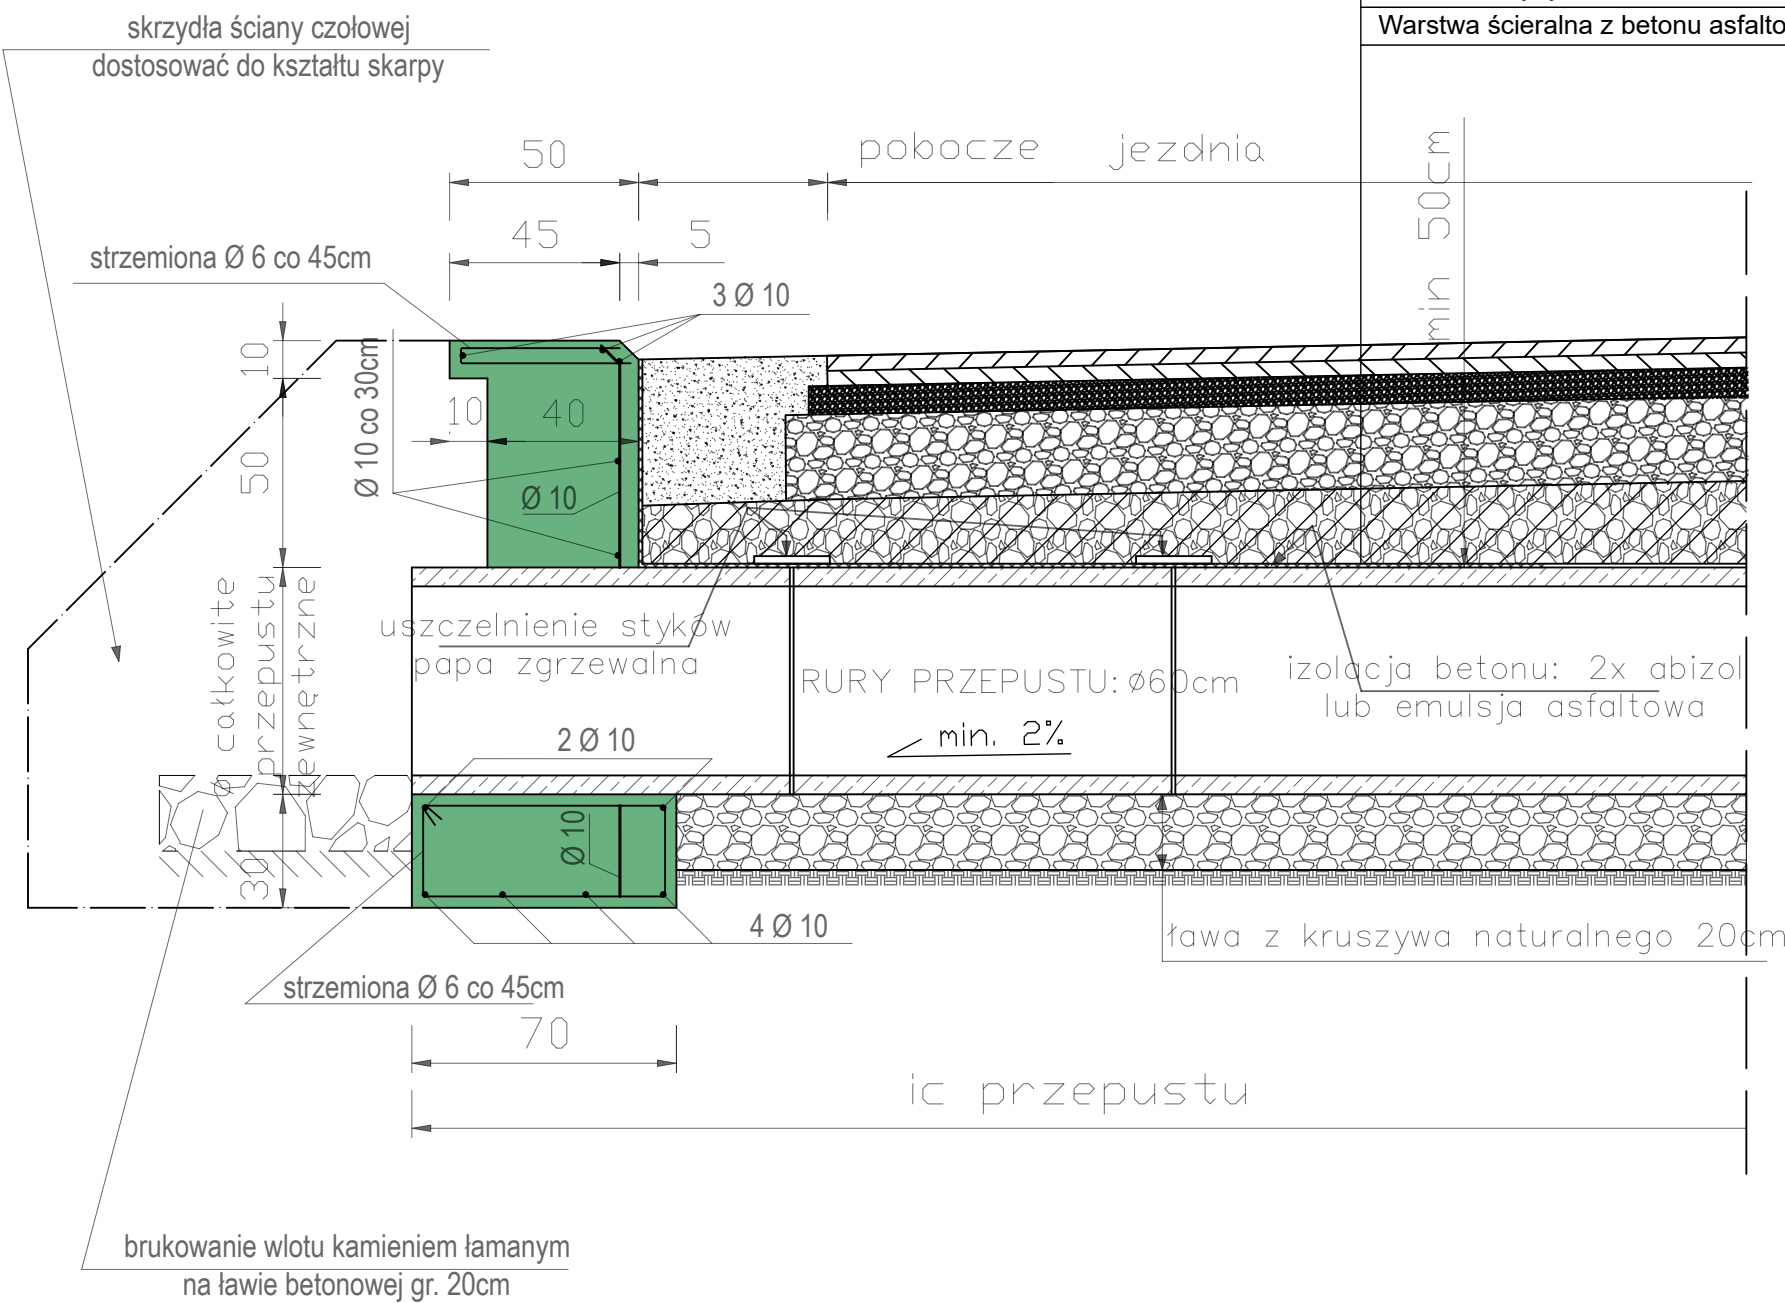 Warstwa ścieralna z betonu asfalto
skrzydła ściany czołowej
dostosować do kształtu skarpy
50
pobocze
jezdnia
min 50cm
45
5
strzemiona Ø 6 co 45cm
3 Ø 10
10
50
Ø 10 co 30cm
10
40
Ø 10
ø całkowite
przepustu
zewnętrzne
uszczelnienie styków
papa zgrzewalna
RURY PRZEPUSTU: ø60cm
min. 2%
izolacja betonu: 2x abizol
lub emulsja asfaltowa
2 Ø 10
Ø 10
30
4 Ø 10
ława z kruszywa naturalnego 20cm
strzemiona Ø 6 co 45cm
70
ic przepustu
brukowanie wlotu kamieniem łamanym
na ławie betonowej gr. 20cm